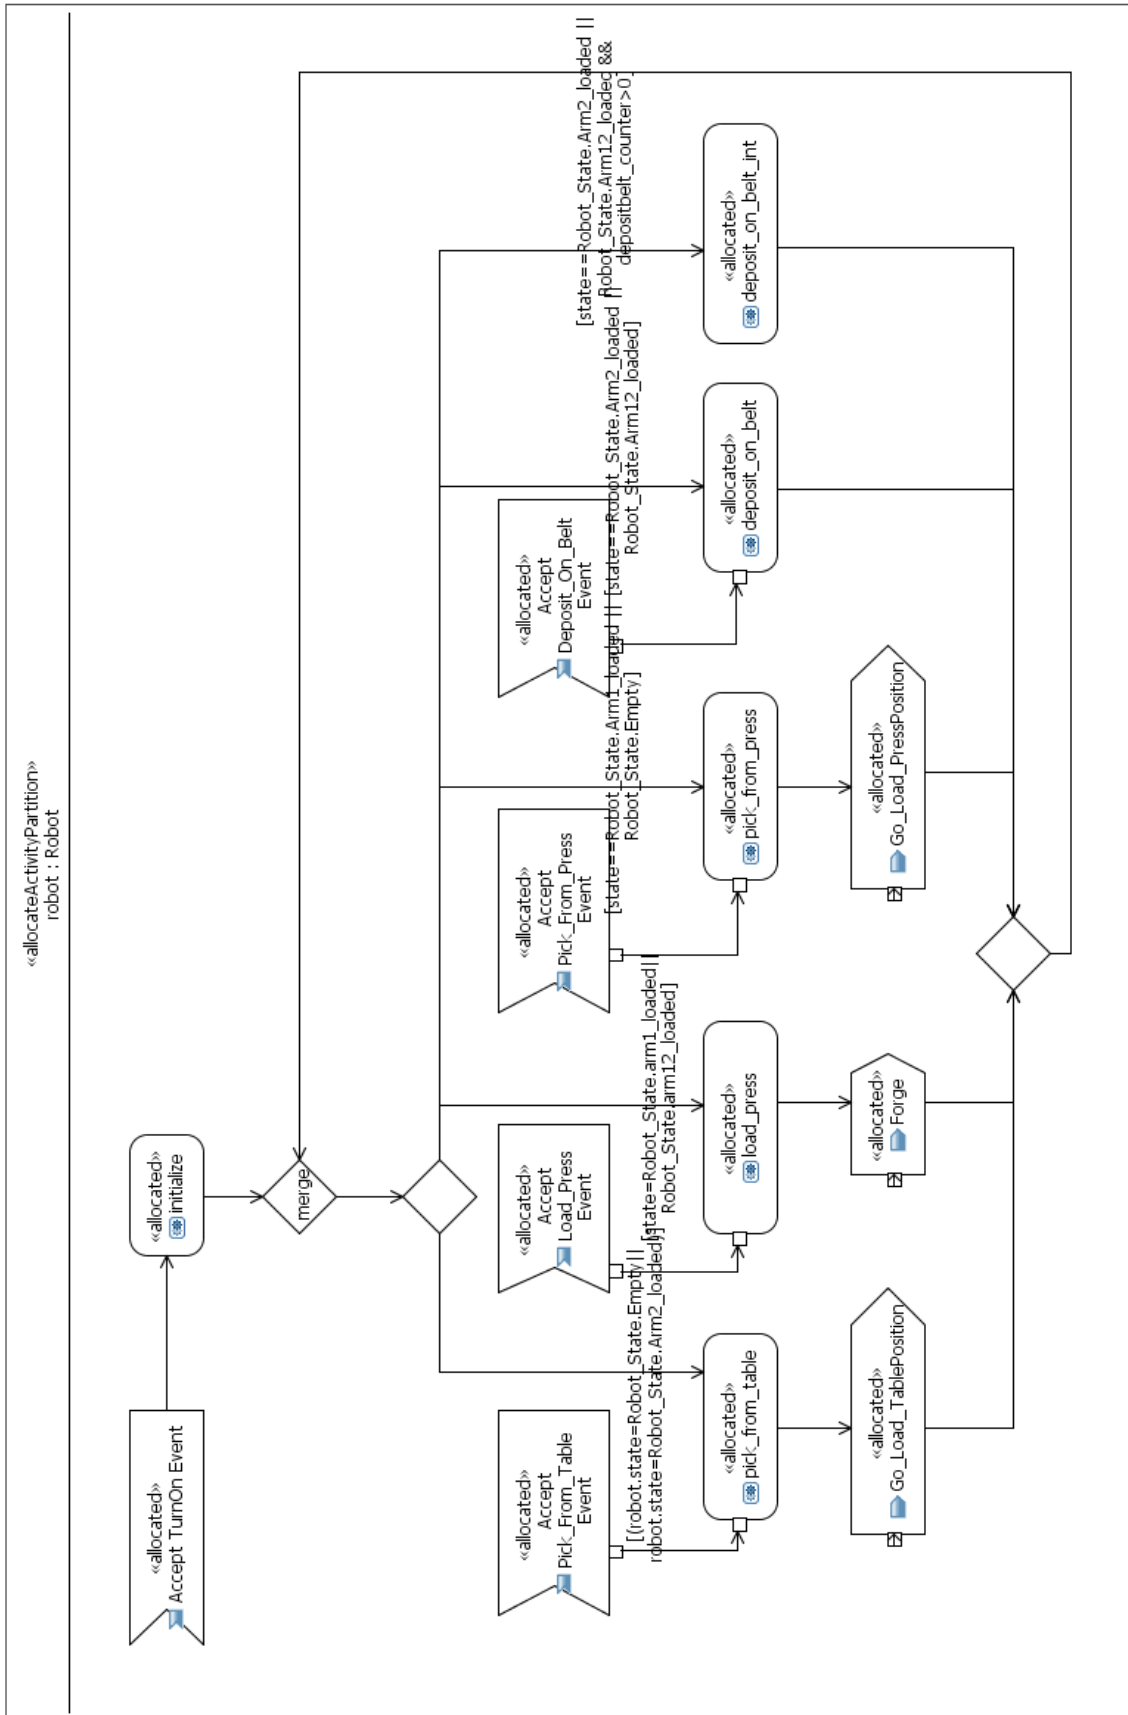 «allocateActivityPartition»
robot : Robot
«allocated»
Accept TurnOn Event
«allocated»
initialize
merge
«allocated»
Accept
Pick_From_Table
Event
«allocated»
Accept
Load_Press
Event
«allocated»
Accept
Pick_From_Press
Event
«allocated»
Accept
Deposit_On_Belt
Event
[(robot.state=Robot_State.Empty||
robot.state=Robot_State.Arm2_loaded)]
[state=Robot_State.arm1_loaded||
Robot_State.arm12_loaded]
[state==Robot_State.Arm1_loaded ||
Robot_State.Empty]
[state==Robot_State.Arm2_loaded ||
Robot_State.Arm12_loaded]
[state==Robot_State.Arm2_loaded ||
Robot_State.Arm12_loaded &&
depositbelt_counter>0]
«allocated»
pick_from_table
«allocated»
load_press
«allocated»
pick_from_press
«allocated»
deposit_on_belt
«allocated»
deposit_on_belt_int
«allocated»
Go_Load_TablePosition
«allocated»
Forge
«allocated»
Go_Load_PressPosition